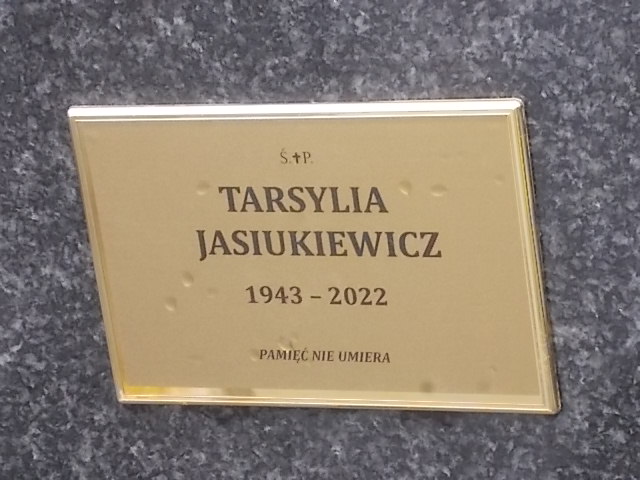 Ś.✝P.
TARSYLIA
JASIUKIEWICZ
1943 – 2022
PAMIĘĆ NIE UMIERA